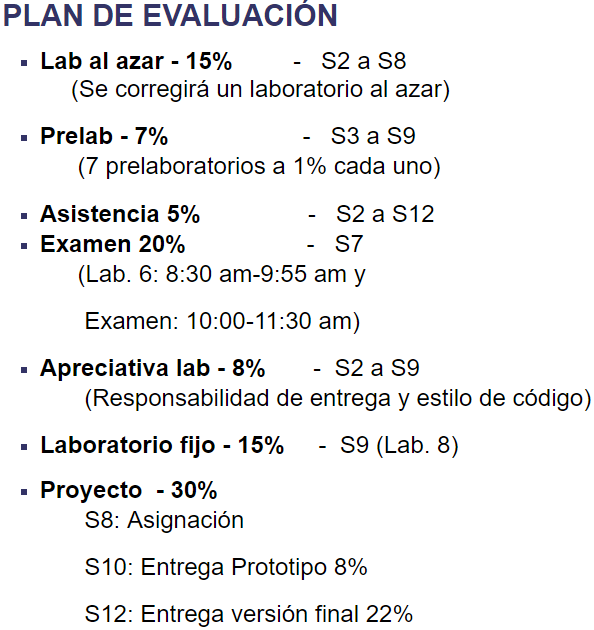 PLAN DE EVALUACIÓN
Lab al azar - 15% - S2 a S8
(Se corregirá un laboratorio al azar)
Prelab - 7% - S3 a S9
(7 prelaboratorios a 1% cada uno)
Asistencia 5% - S2 a S12
Examen 20% - S7
(Lab. 6: 8:30 am-9:55 am y
Examen: 10:00-11:30 am)
Apreciativa lab - 8% - S2 a S9
(Responsabilidad de entrega y estilo de código)
Laboratorio fijo - 15% - S9 (Lab. 8)
Proyecto - 30%
S8: Asignación
S10: Entrega Prototipo 8%
S12: Entrega versión final 22%